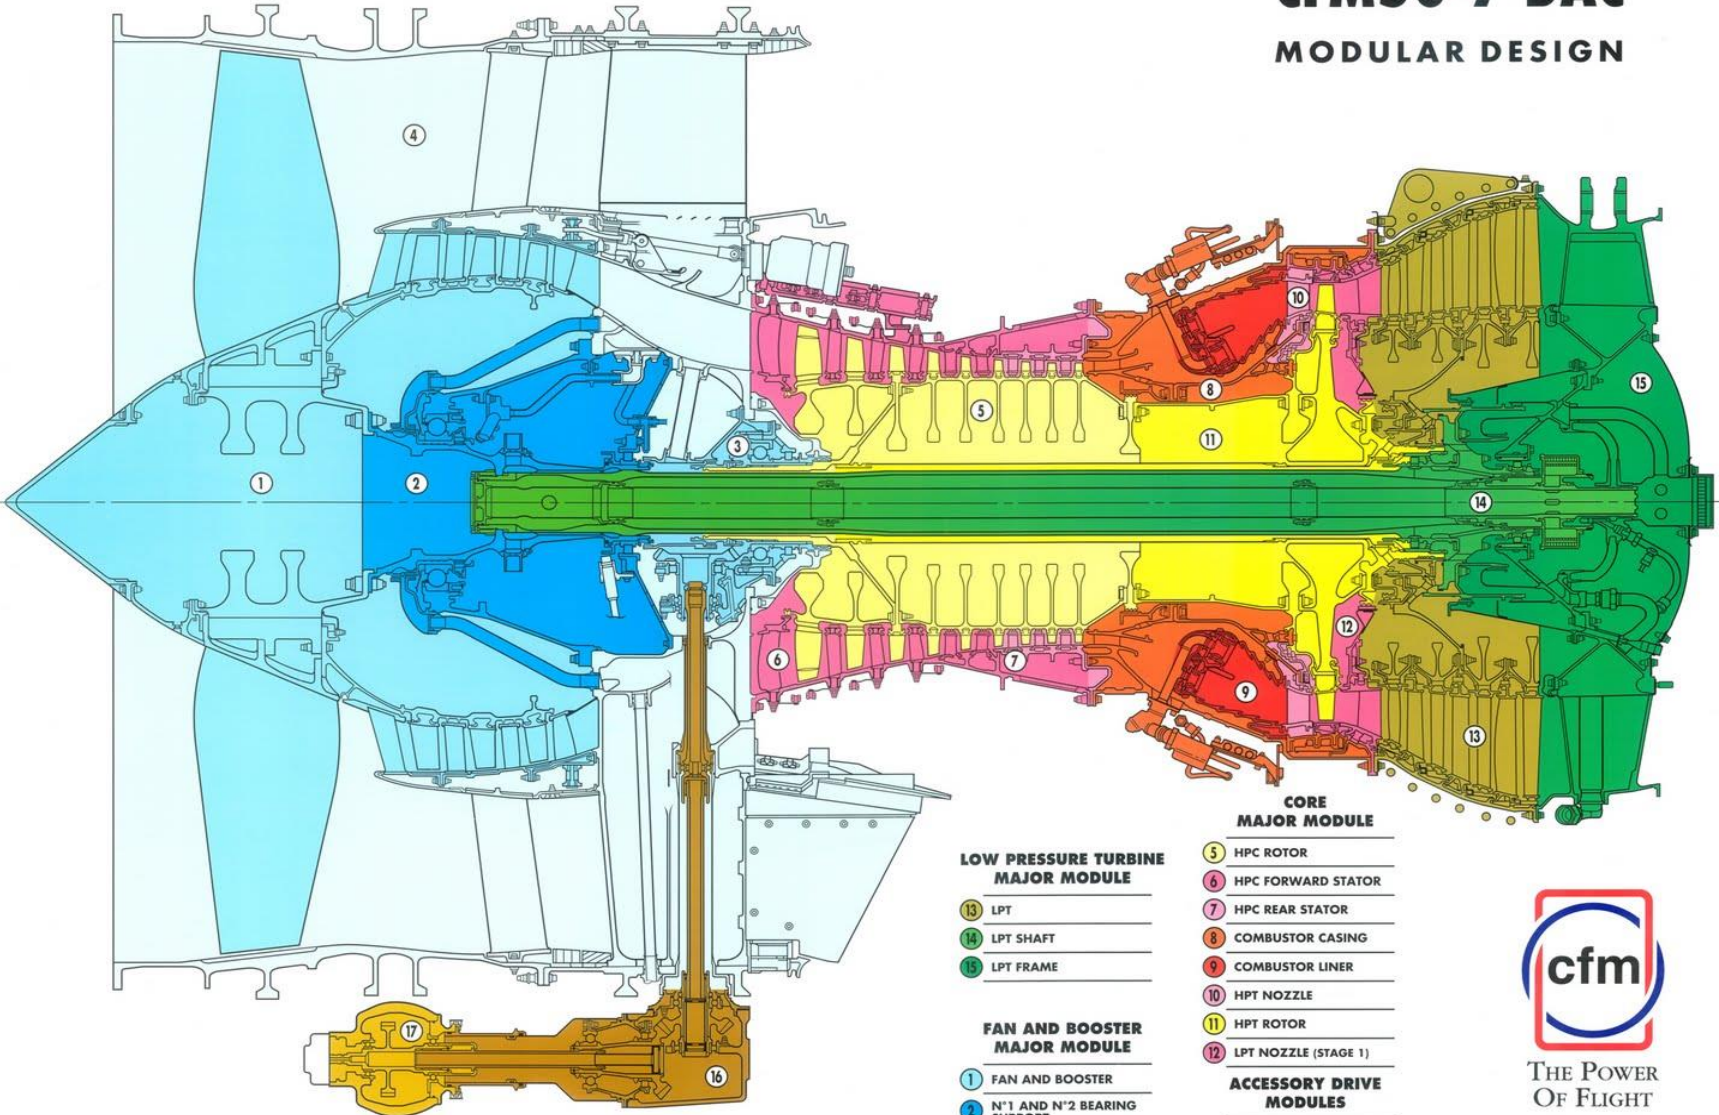 MODULAR DESIGN
4
10
15
8
5
11
3
1
2
14
12
6
7
9
13
17
16
LOW PRESSURE TURBINE
MAJOR MODULE
13 LPT
14 LPT SHAFT
15 LPT FRAME
FAN AND BOOSTER
MAJOR MODULE
1 FAN AND BOOSTER
2 N°1 AND N°2 BEARING
CORE
MAJOR MODULE
5 HPC ROTOR
6 HPC FORWARD STATOR
7 HPC REAR STATOR
8 COMBUSTOR CASING
9 COMBUSTOR LINER
10 HPT NOZZLE
11 HPT ROTOR
12 LPT NOZZLE (STAGE 1)
ACCESSORY DRIVE
MODULES
cfm
THE POWER
OF FLIGHT